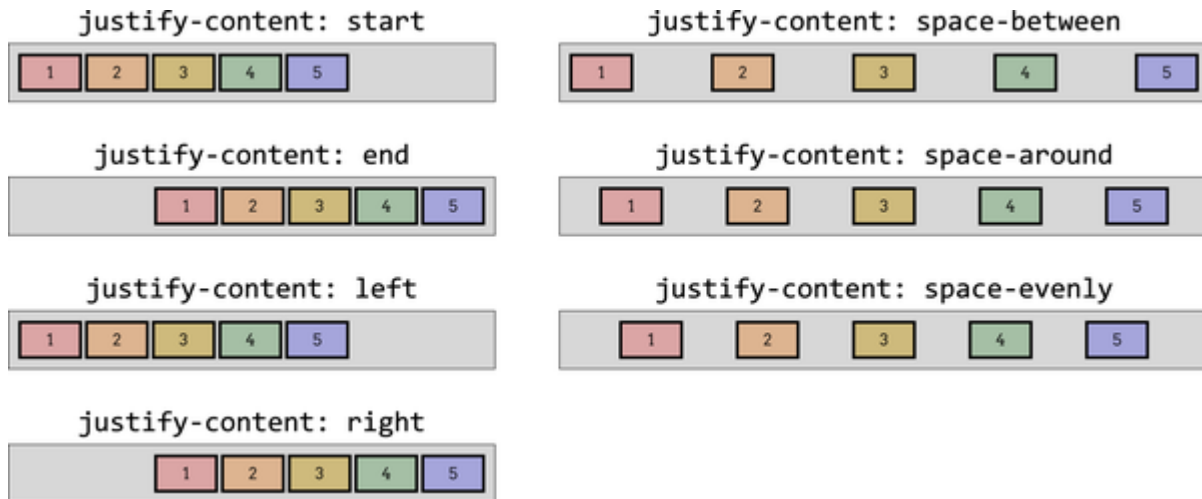 justify-content: start
1 2 3 4 5
justify-content: end
1 2 3 4 5
justify-content: left
1 2 3 4 5
justify-content: right
1 2 3 4 5
justify-content: space-between
1 2 3 4 5
justify-content: space-around
1 2 3 4 5
justify-content: space-evenly
1 2 3 4 5